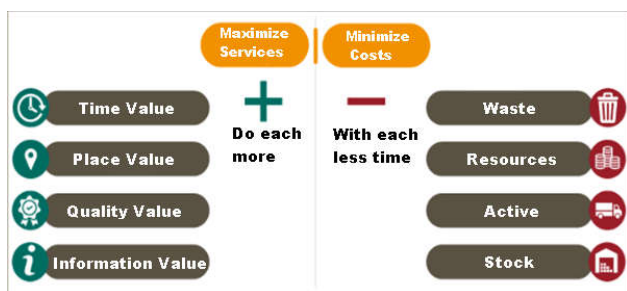 Maximize
Services
Minimize
Costs
Time Value
Place Value
Quality Value
Information Value
Do each
more
With each
less time
Waste
Resources
Active
Stock